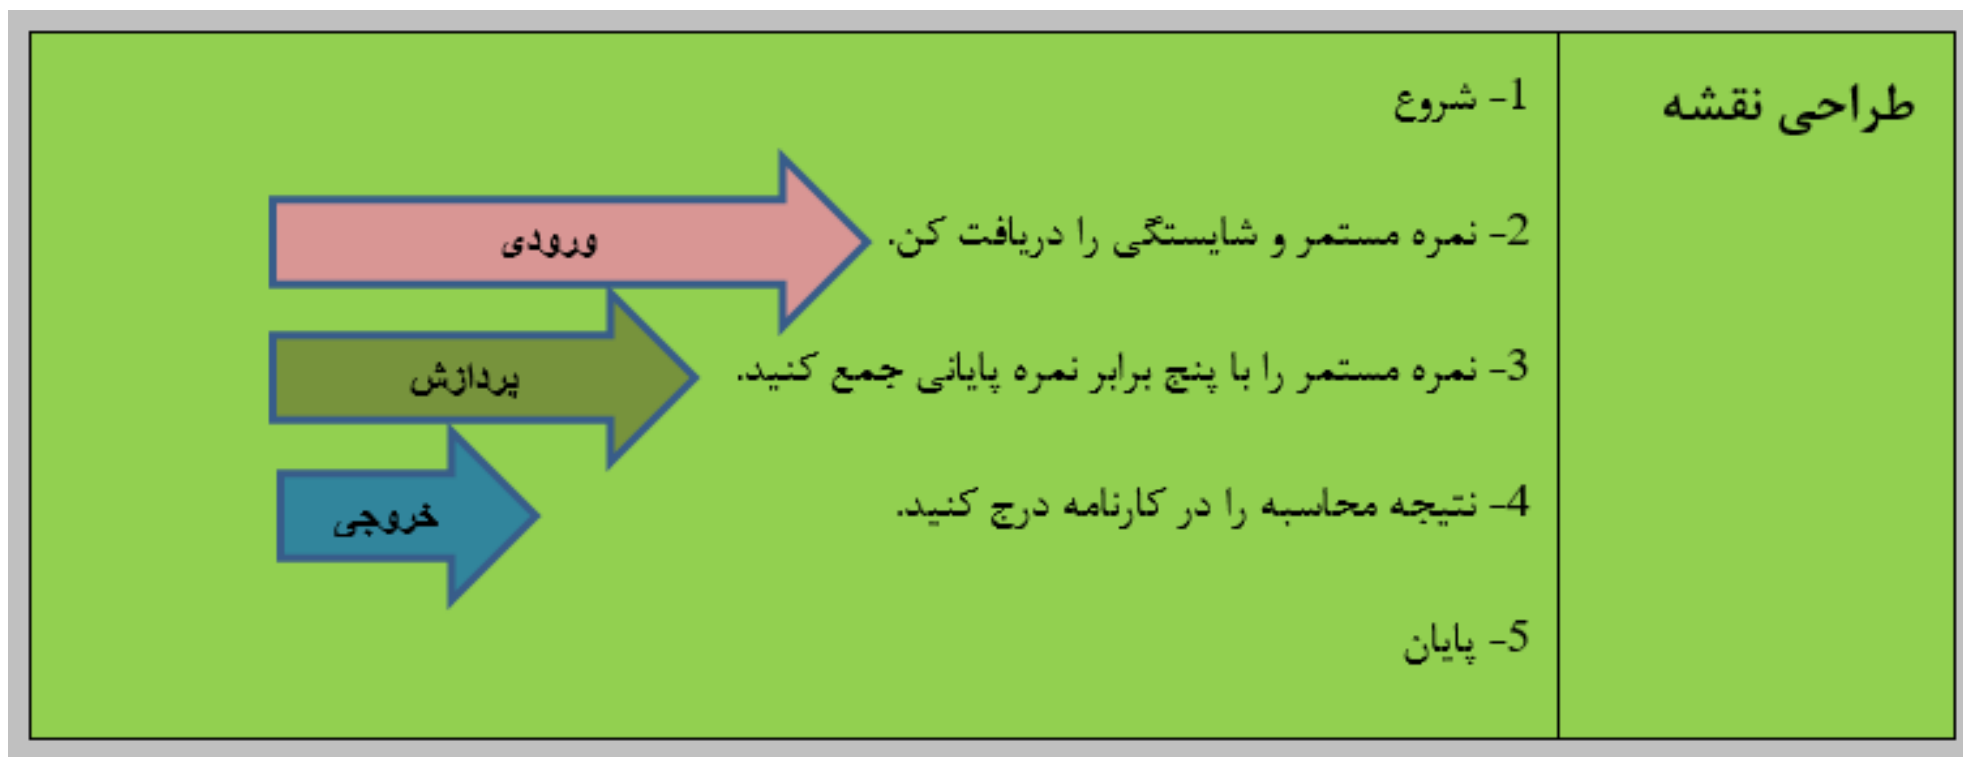 طراحی نقشه
1- شروع
2- نمره مستمر و شایستگی را دریافت کن.
ورودی
3- نمره مستمر را با پنج برابر نمره پایانی جمع کنید.
پردازش
4- نتیجه محاسبه را در کارنامه درج کنید.
خروجی
5- پایان